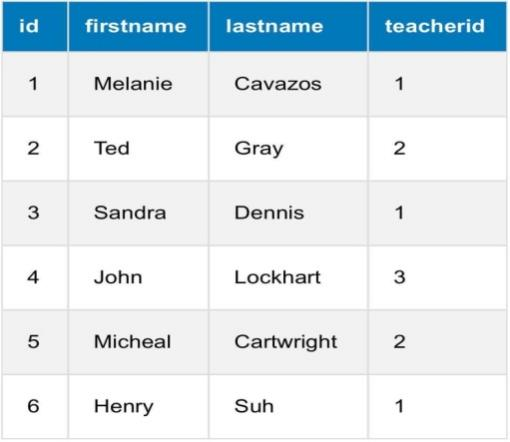 id firstname lastname teacherid
1 Melanie Cavazos 1
2 Ted Gray 2
3 Sandra Dennis 1
4 John Lockhart 3
5 Micheal Cartwright 2
6 Henry Suh 1